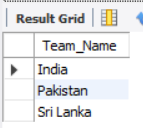 Result Grid
Team_Name
India
Pakistan
Sri Lanka